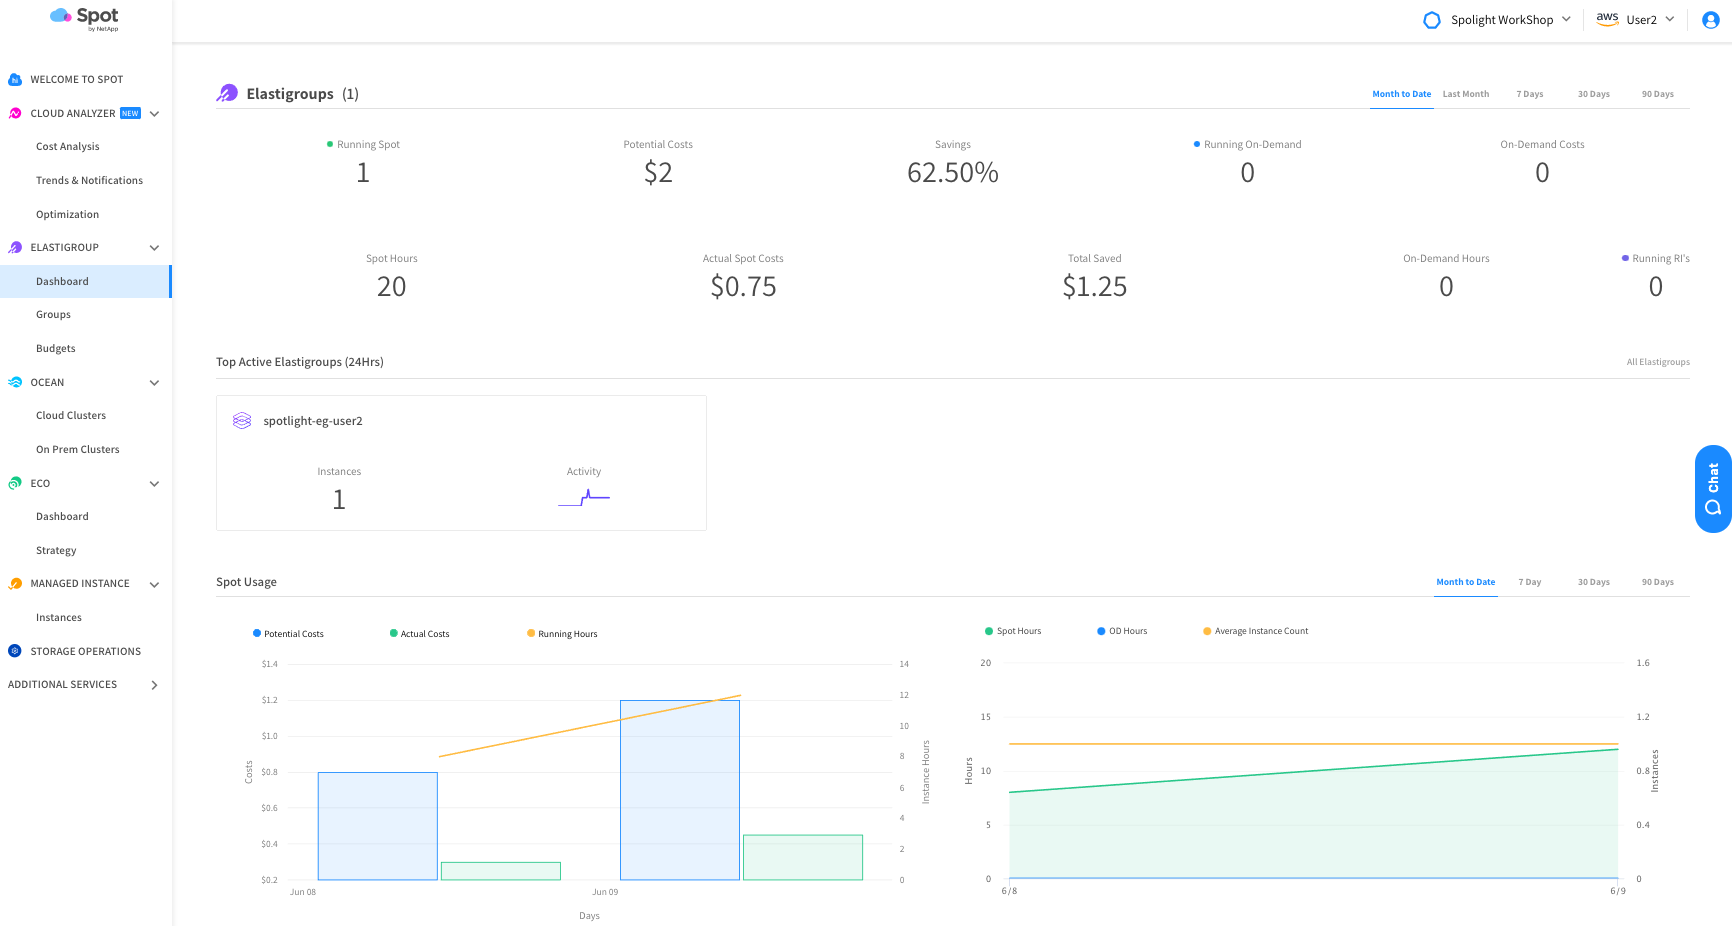 Spot
by NetApp
Spolight WorkShop
aws
User2
WELCOME TO SPOT
CLOUD ANALYZER NEW
Cost Analysis
Trends & Notifications
Optimization
ELASTIGROUP
Dashboard
Groups
Budgets
OCEAN
Cloud Clusters
On Prem Clusters
ECO
Dashboard
Strategy
MANAGED INSTANCE
Instances
STORAGE OPERATIONS
ADDITIONAL SERVICES
Elastigroups (1)
Month to Date Last Month 7 Days 30 Days 90 Days
Running Spot Potential Costs Savings Running On-Demand On-Demand Costs
1 $2 62.50% 0 0
Spot Hours Actual Spot Costs Total Saved On-Demand Hours Running RI's
20 $0.75 $1.25 0 0
Top Active Elastigroups (24Hrs) All Elastigroups
spotlight-eg-user2
Instances Activity
1
Chat
Spot Usage
Month to Date 7 Day 30 Days 90 Days
Potential Costs Actual Costs Running Hours
$1.4 14
$1.2 12
$1.0 10
$0.8 8
$0.6 6
$0.4 4
$0.2 2
0
Costs
Instance Hours
Jun 08 Jun 09
Days
Spot Hours OD Hours Average Instance Count
20 1.6
15 1.2
10 0.8
5 0.4
0 0
Hours
Instances
6/8 6/9